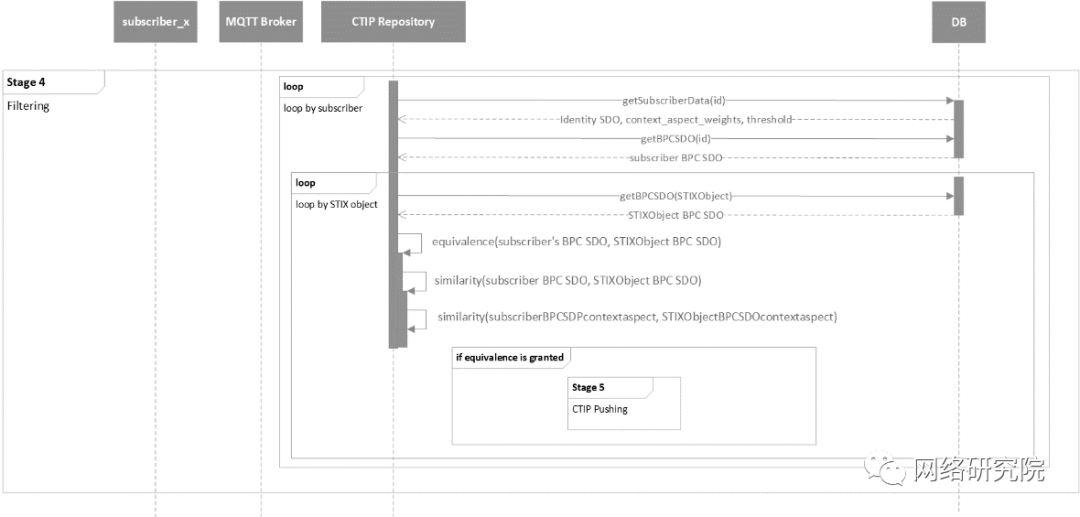 subscriber_x
MQTT Broker
CTIP Repository
DB
Stage 4
Filtering
loop
loop by subscriber
getSubscriberData(id)
Identity SDO, context_aspect_weights, threshold
getBPCSDO(id)
subscriber BPC SDO
loop
loop by STIX object
getBPCSDO(STIXObject)
STIXObject BPC SDO
equivalence(subscriber's BPC SDO, STIXObject BPC SDO)
similarity(subscriber BPC SDO, STIXObject BPC SDO)
similarity(subscriberBPCSDPcontextaspect, STIXObjectBPCSDOcontextaspect)
if equivalence is granted
Stage 5
CTIP Pushing
网络研究院